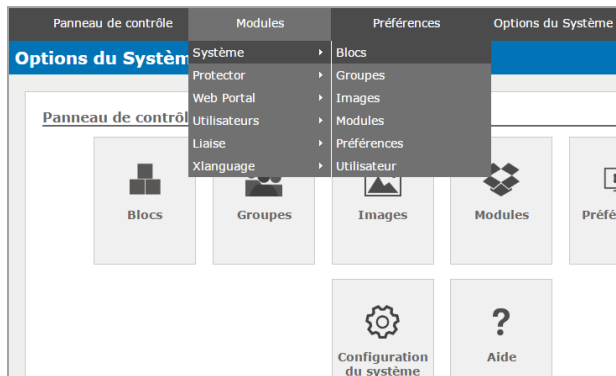 Panneau de contrôle Modules Préférences Options du Système
Options du Systèm
Système Blocs
Protector Groupes
Web Portal Images
Utilisateurs Modules
Liaise Préférences
Xlanguage Utilisateur
Panneau de contrôl
Blocs Groupes Images Modules Préfé
Configuration
du système
Aide